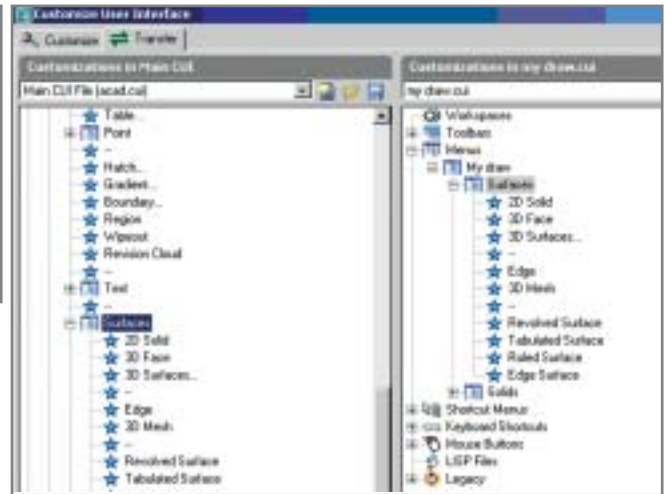 Customize User Interface
Customize Transfer
Customizations in Main CUI
Main CUI File (acad.cui)
Table...
Point
--
Hatch...
Gradient...
Boundary...
Region
Wipeout
Revision Cloud
--
Text
--
Surfaces
2D Solid
3D Face
3D Surfaces...
--
Edge
3D Mesh
--
Revolved Surface
Tabulated Surface
Customizations in my draw.cui
my draw.cui
Workspaces
Toolbars
Menus
My draw
Surfaces
2D Solid
3D Face
3D Surfaces...
--
Edge
3D Mesh
--
Revolved Surface
Tabulated Surface
Ruled Surface
Edge Surface
Solids
Shortcut Menus
Keyboard Shortcuts
Mouse Buttons
LISP Files
Legacy